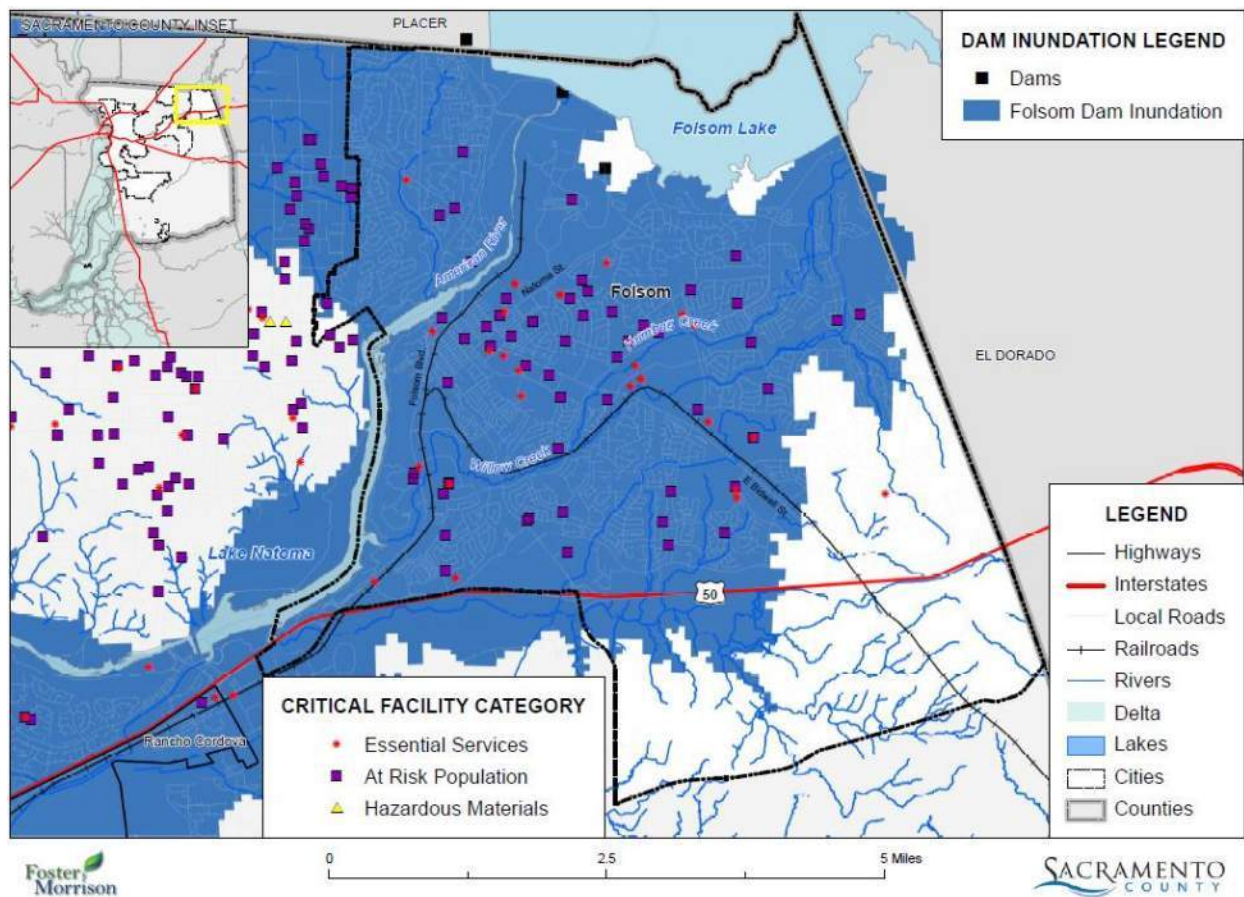 SACRAMENTO COUNTY INSET
PLACER
DAM INUNDATION LEGEND
Dams
Folsom Dam Inundation
Folsom Lake
American River
Natoma St.
Folsom
Humbug Creek
EL DORADO
Folsom Blvd.
Willow Creek
E Bidwell St.
Lake Natoma
50
LEGEND
Highways
Interstates
Local Roads
Railroads
Rivers
Delta
Lakes
Cities
Counties
CRITICAL FACILITY CATEGORY
Essential Services
At Risk Population
Hazardous Materials
Rancho Cordova
Foster
Morrison
0
2.5
5 Miles
SACRAMENTO
COUNTY